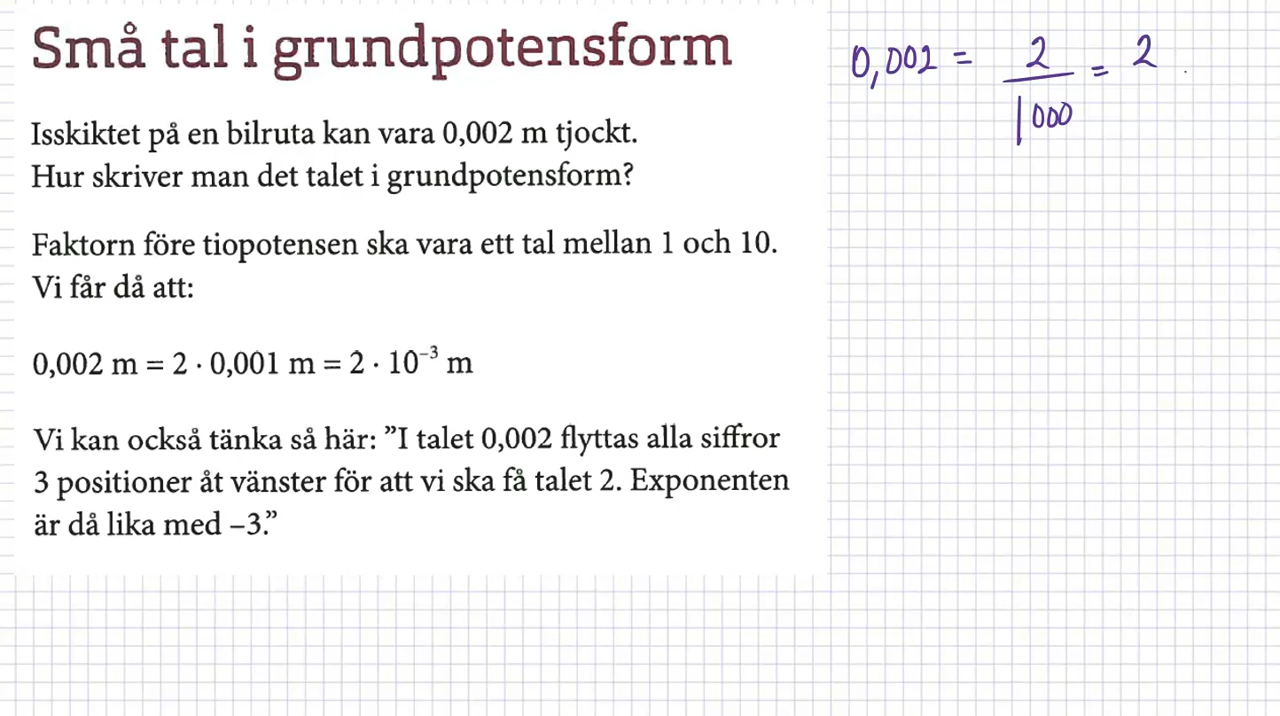 Små tal i grundpotensform
Isskiktet på en bilruta kan vara 0,002 m tjockt.
Hur skriver man det talet i grundpotensform?
Faktorn före tiopotensen ska vara ett tal mellan 1 och 10.
Vi får då att:
0,002 m = 2 · 0,001 m = 2 · 10⁻³ m
Vi kan också tänka så här: ”I talet 0,002 flyttas alla siffror
3 positioner åt vänster för att vi ska få talet 2. Exponenten
är då lika med –3.”
0,002 = 2/1000 = 2 ·